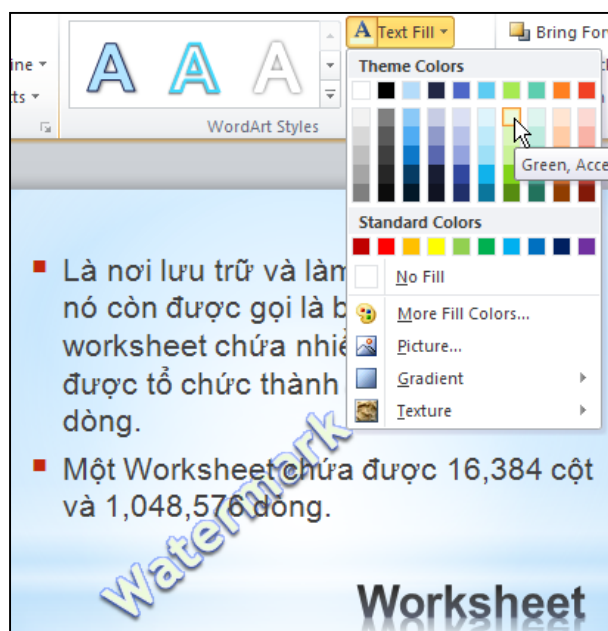 A Text Fill
Bring For
ine
ts
A A A
WordArt Styles
Theme Colors
Green, Acce
Standard Colors
No Fill
More Fill Colors...
Picture...
Gradient
Texture
Là nơi lưu trữ và làm
nó còn được gọi là b
worksheet chứa nhiề
được tổ chức thành
dòng.
Một Worksheet chứa được 16,384 cột
và 1,048,576 dòng.
Watermark
Worksheet